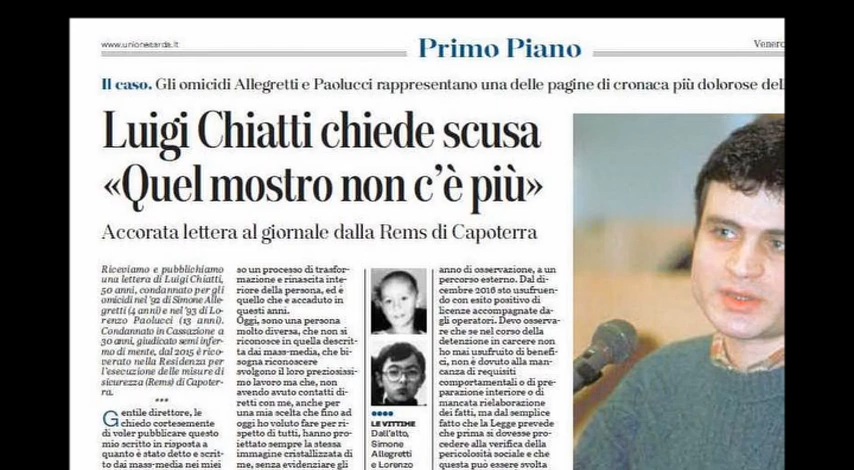 www.unionesarda.it
Primo Piano
Il caso. Gli omicidi Allegretti e Paolucci rappresentano una delle pagine di cronaca più dolorose
Luigi Chiatti chiede scusa
«Quel mostro non c'è più»
Accorata lettera al giornale dalla Rems di Capoterra
Riceviamo e pubblichiamo
una lettera di Luigi Chiatti,
50 anni, condannato per gli
omicidi nel '92 di Simone Alle-
gretti (4 anni) e nel '93 di Lo-
renzo Paolucci (13 anni).
Condannato in Cassazione a
30 anni, giudicato semi infer-
mo di mente, dal 2015 è rico-
verato nella Residenza per
l'esecuzione delle misure di
sicurezza (Rems) di Capoter-
ra.
***
Gentile direttore, le
chiedo cortesemente
di voler pubblicare questo
mio scritto in risposta a
quanto è stato detto e scrit-
to dai mass-media nei miei
so un processo di trasfor-
mazione e rinascita inte-
riore della persona, ed è
quello che è accaduto in
questi anni.
Oggi, sono una persona
molto diversa, che non si
riconosce in quella descrit-
ta dai mass-media, che bi-
sogna riconoscere
svolgono il loro preziosissi-
mo lavoro ma che, non
avendo avuto contatti di-
retti con me, anche per
una mia scelta che fino ad
oggi ho voluto fare per ri-
spetto di tutti, hanno pro-
iettato sempre la stessa
immagine cristallizzata di
me, senza evidenziare gli
LE VITTIME
Dall'alto,
Simone
Allegretti
e Lorenzo
anno di osservazione, a un
percorso esterno. Dal di-
cembre 2016 sto usufruen-
do con esito positivo di
licenze accompagnate da-
gli operatori. Devo osserva-
re che se nel corso della
detenzione in carcere non
ho mai usufruito di benefi-
ci, non è dovuto alla man-
canza di requisiti
comportamentali o di pre-
parazione interiore o di
mancata rielaborazione
dei fatti, ma dal semplice
fatto che la Legge prevede
che prima si dovesse pro-
cedere alla verifica della
pericolosità sociale e che
questa può essere svolta